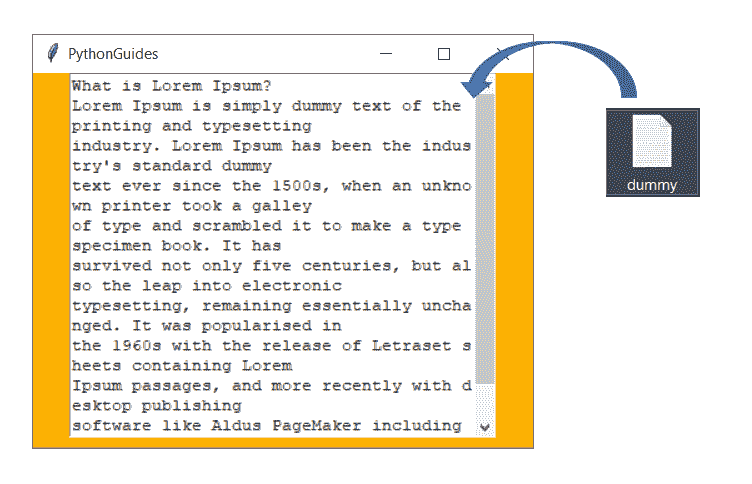 PythonGuides
What is Lorem Ipsum?
Lorem Ipsum is simply dummy text of the
printing and typesetting
industry. Lorem Ipsum has been the indus
try's standard dummy
text ever since the 1500s, when an unkno
wn printer took a galley
of type and scrambled it to make a type
specimen book. It has
survived not only five centuries, but al
so the leap into electronic
typesetting, remaining essentially uncha
nged. It was popularised in
the 1960s with the release of Letraset s
heets containing Lorem
Ipsum passages, and more recently with d
esktop publishing
software like Aldus PageMaker including
dummy